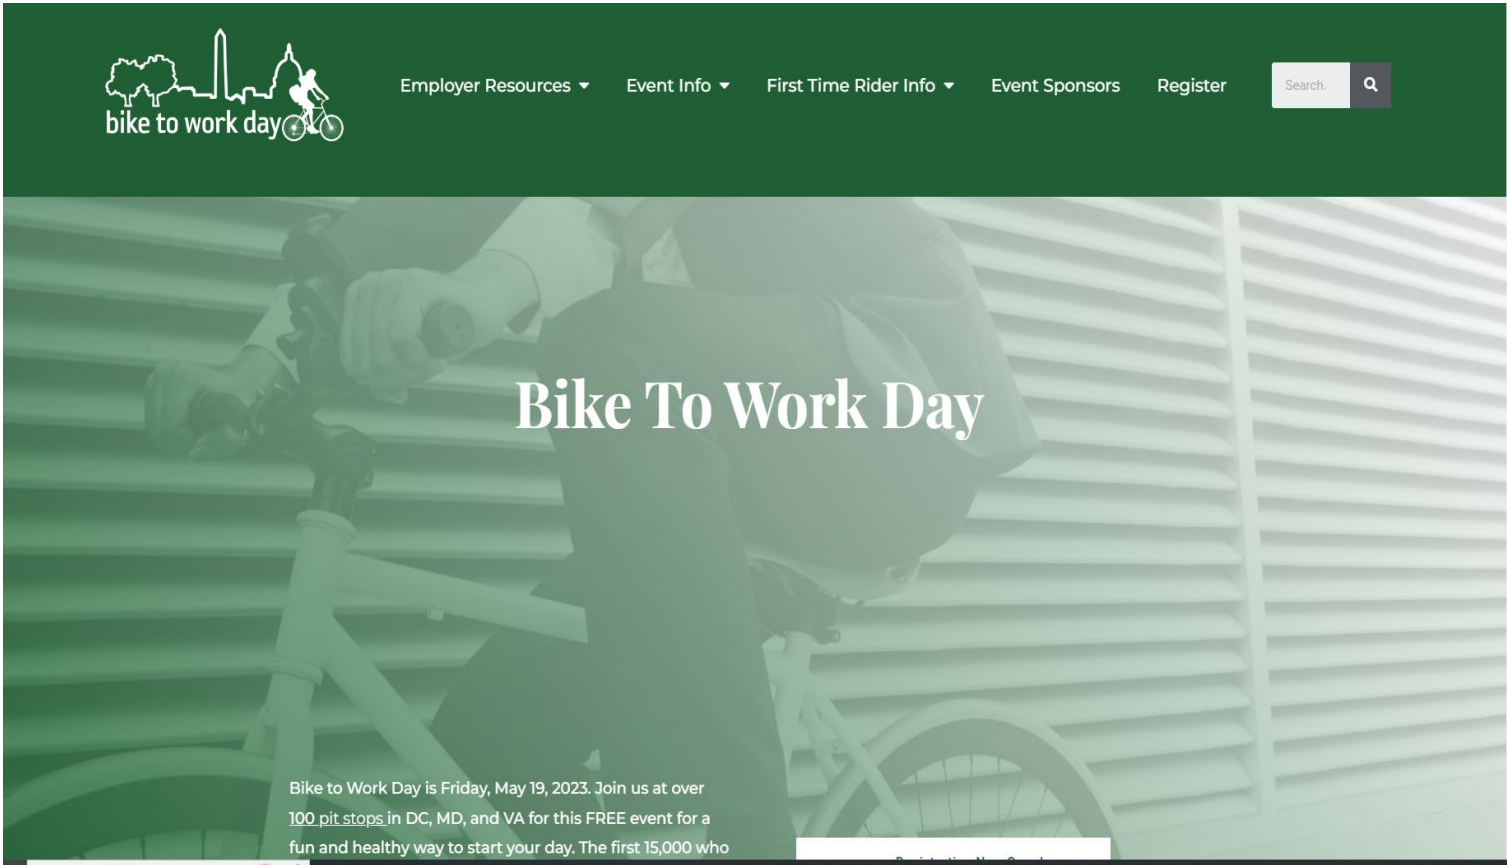 bike to work day
Employer Resources
Event Info
First Time Rider Info
Event Sponsors
Register
Search.
Bike To Work Day
Bike to Work Day is Friday, May 19, 2023. Join us at over
100 pit stops in DC, MD, and VA for this FREE event for a
fun and healthy way to start your day. The first 15,000 who